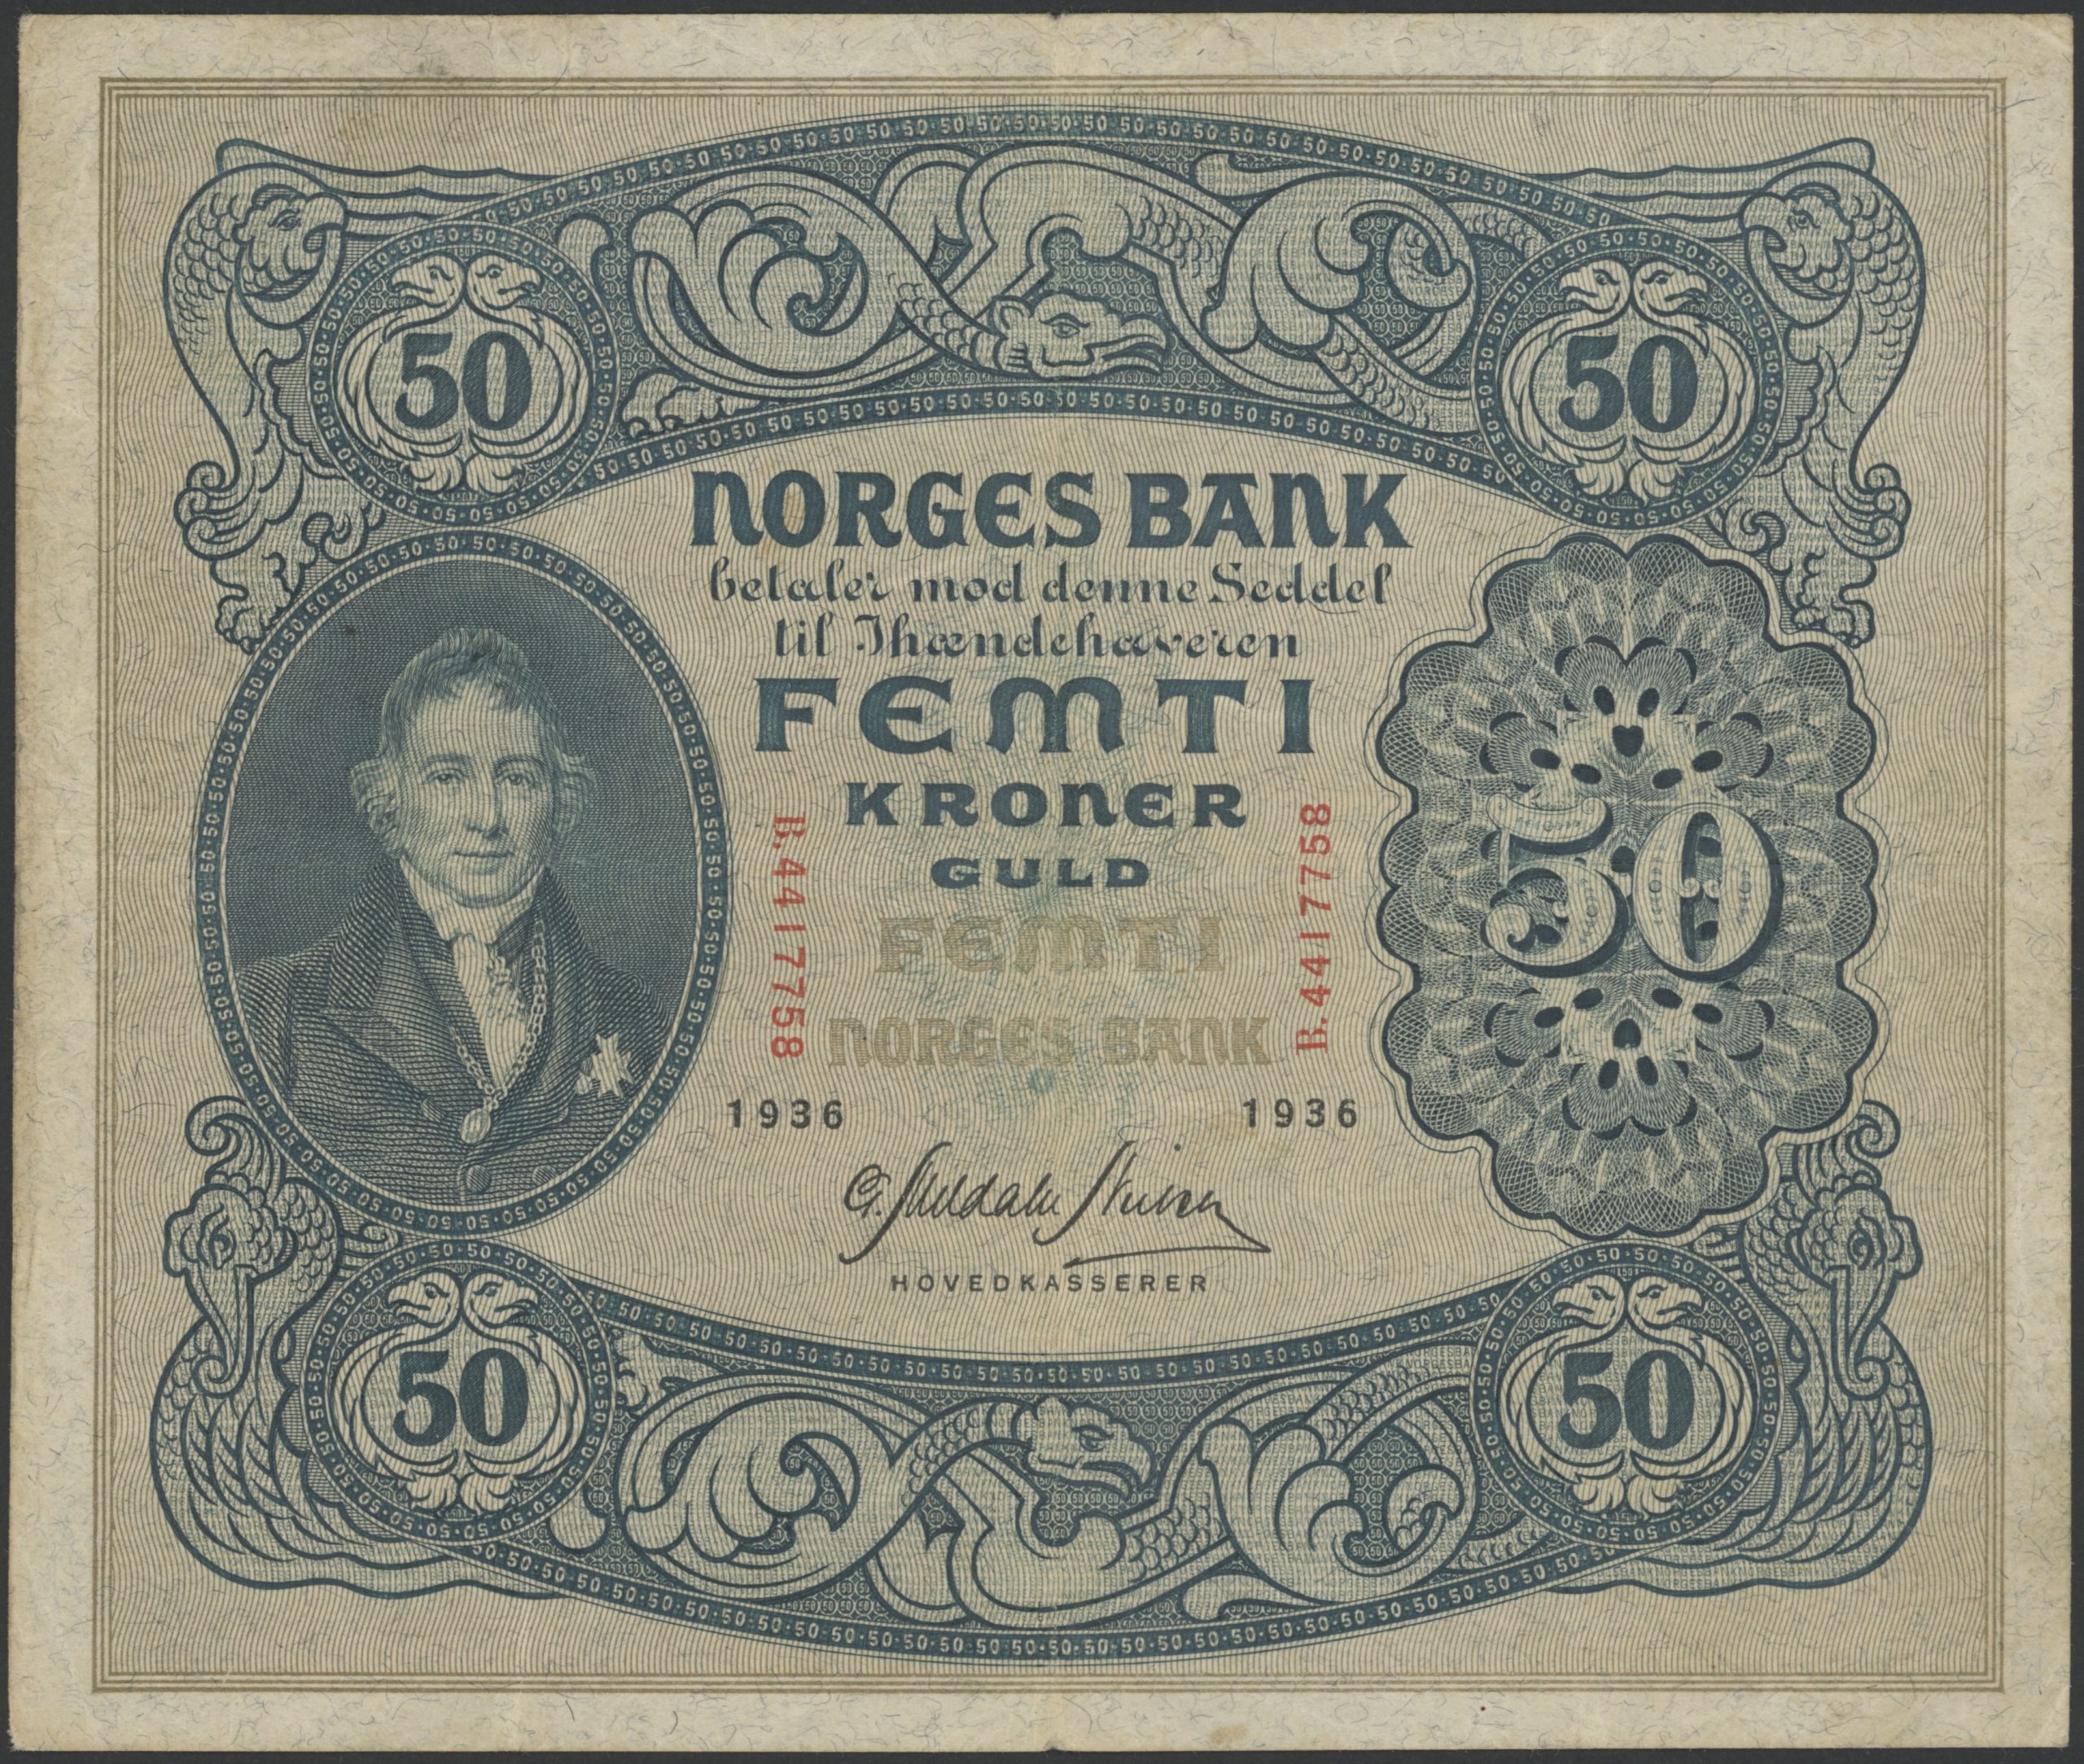 50 50
NORGES BANK
betaler mod denne Seddel
til Ihændehaveren
FEMTI
KRONER
GULD
50
FEMTI
NORGES BANK
B.4417758 B.4417758
1936 1936
HOVEDKASSERER
50 50